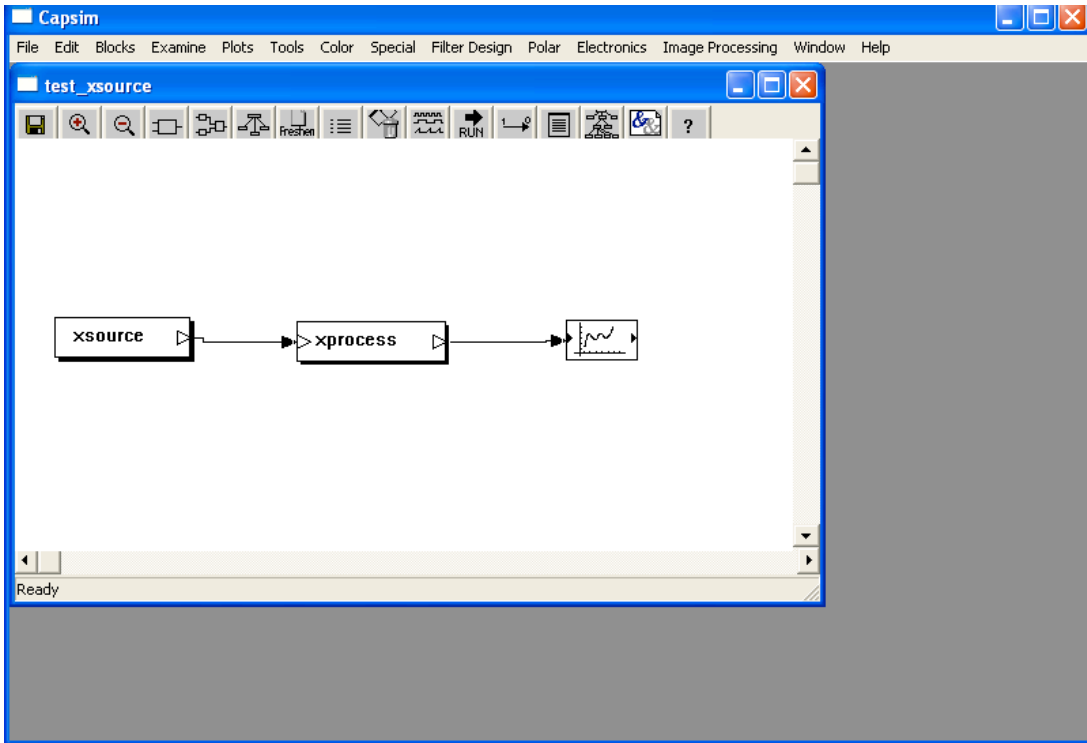 Capsim
File Edit Blocks Examine Plots Tools Color Special Filter Design Polar Electronics Image Processing Window Help
test_xsource
Freshen RUN 1 && ?
xsource xprocess
Ready